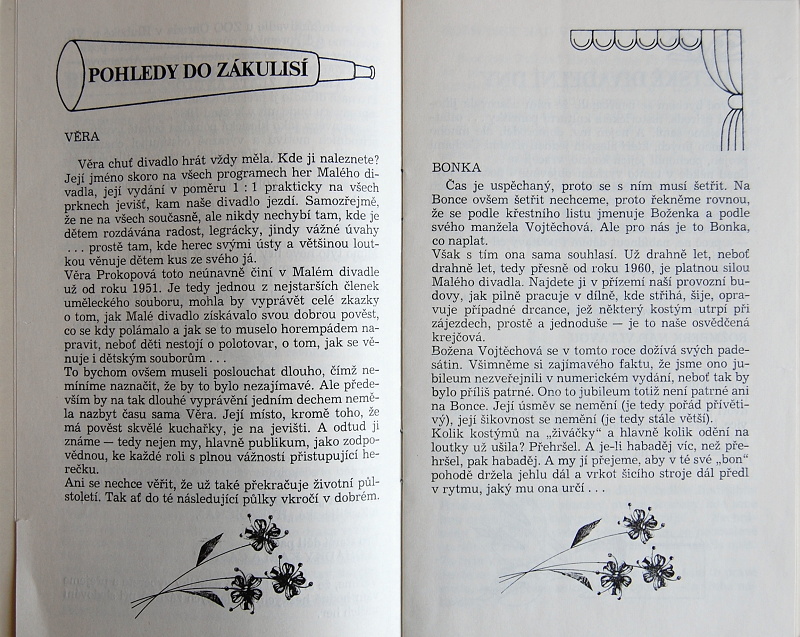 POHLEDY DO ZÁKULISÍ
VĚRA
Věra chuť divadlo hrát vždy měla. Kde ji naleznete?
Její jméno skoro na všech programech her Malého di-
vadla, její vydání v poměru 1 : 1 prakticky na všech
prknech jevišť, kam naše divadlo jezdí. Samozřejmě,
že ne na všech současně, ale nikdy nechybí tam, kde je
dětem rozdávána radost, legrácky, jindy vážné úvahy
. . . prostě tam, kde herec svými ústy a většinou lout-
kou věnuje dětem kus ze svého já.
Věra Prokopová toto neúnavně činí v Malém divadle
už od roku 1951. Je tedy jednou z nejstarších členek
uměleckého souboru, mohla by vyprávět celé zkazky
o tom, jak Malé divadlo získávalo svou dobrou pověst,
co se kdy polámalo a jak se to muselo horempádem na-
pravit, neboť děti nestojí o polotovar, o tom, jak se vě-
nuje i dětským souborům . . .
To bychom ovšem museli poslouchat dlouho, čímž ne-
míníme naznačit, že by to bylo nezajímavé. Ale přede-
vším by na tak dlouhé vyprávění jedním dechem nemě-
la nazbyt času sama Věra. Její místo, kromě toho, že
má pověst skvělé kuchařky, je na jevišti. A odtud ji
známe — tedy nejen my, hlavně publikum, jako zodpo-
vědnou, ke každé roli s plnou vážností přistupující he-
rečku.
Ani se nechce věřit, že už také překračuje životní půl-
století. Tak ať do té následující půlky vkročí v dobrém.
BONKA
Čas je uspěchaný, proto se s ním musí šetřit. Na
Bonce ovšem šetřit nechceme, proto řekněme rovnou,
že se podle křestního listu jmenuje Boženka a podle
svého manžela Vojtěchová. Ale pro nás je to Bonka,
co naplat.
Však s tím ona sama souhlasí. Už drahně let, neboť
drahně let, tedy přesně od roku 1960, je platnou silou
Malého divadla. Najdete ji v přízemí naší provozní bu-
dovy, jak pilně pracuje v dílně, kde stříhá, šije, opra-
vuje případné drcance, jež některý kostým utrpí při
zájezdech, prostě a jednoduše — je to naše osvědčená
krejčová.
Božena Vojtěchová se v tomto roce dožívá svých pade-
sátin. Všimněme si zajímavého faktu, že jsme ono ju-
bileum nezveřejnili v numerickém vydání, neboť tak by
bylo příliš patrné. Ono to jubileum totiž není patrné ani
na Bonce. Její úsměv se nemění (je tedy pořád přívěti-
vý), její šikovnost se nemění (je tedy stále větší).
Kolik kostýmů na „živáčky“ a hlavně kolik odění na
loutky už ušila? Přehršel. A je-li habaděj víc, než pře-
hršel, pak habaděj. A my jí přejeme, aby v té své „bon“
pohodě držela jehlu dál a vrkot šicího stroje dál předl
v rytmu, jaký mu ona určí . . .